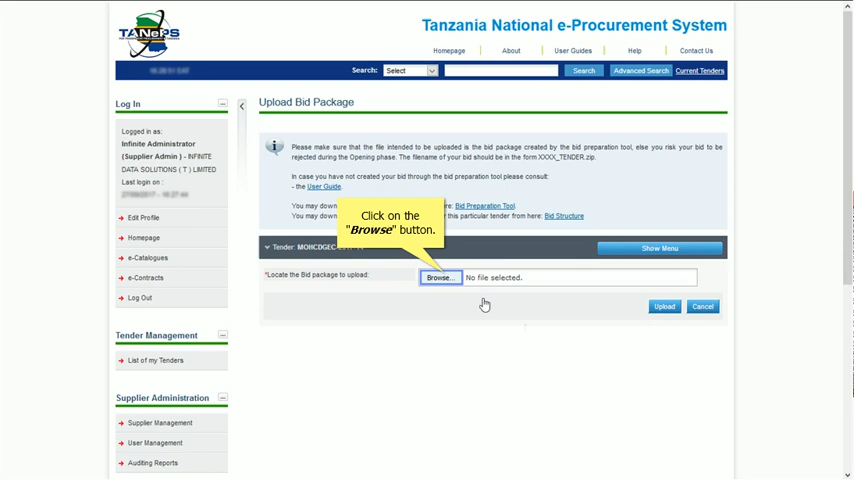 TANePS
Tanzania National e-Procurement System
Homepage About User Guides Help Contact Us
Search: Select Search Advanced Search Current Tenders
Log In
Logged in as:
Infinite Administrator
(Supplier Admin ) - INFINITE
DATA SOLUTIONS ( T ) LIMITED
Last login on :
Edit Profile
Homepage
e-Catalogues
e-Contracts
Log Out
Tender Management
List of my Tenders
Supplier Administration
Supplier Management
User Management
Auditing Reports
Upload Bid Package
Please make sure that the file intended to be uploaded is the bid package created by the bid preparation tool, else you risk your bid to be
rejected during the Opening phase. The filename of your bid should be in the form XXXX_TENDER.zip.
In case you have not created your bid through the bid preparation tool please consult:
- the User Guide.
You may down here: Bid Preparation Tool.
You may down er this particular tender from here: Bid Structure
Click on the
"Browse" button.
Tender: MOHCDGEC Show Menu
*Locate the Bid package to upload: Browse... No file selected.
Upload Cancel